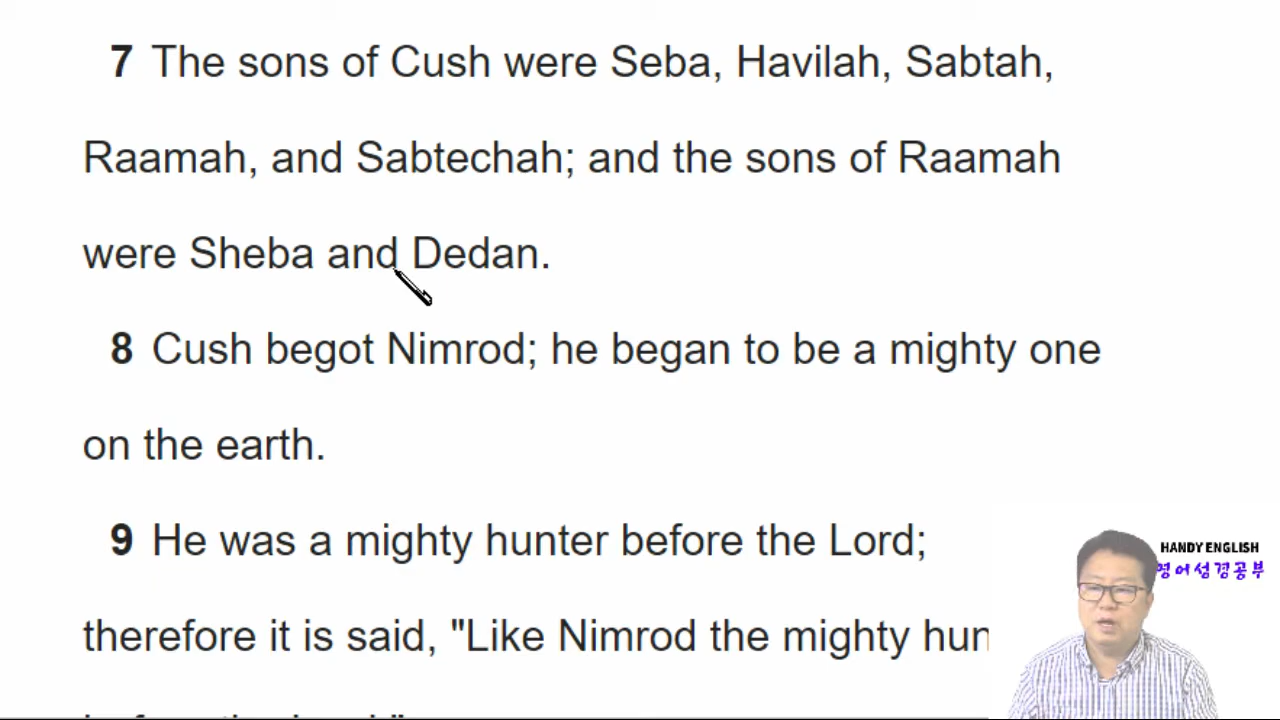 7 The sons of Cush were Seba, Havilah, Sabtah,
Raamah, and Sabtechah; and the sons of Raamah
were Sheba and Dedan.
8 Cush begot Nimrod; he began to be a mighty one
on the earth.
9 He was a mighty hunter before the Lord;
HANDY ENGLISH
영어성경공부
therefore it is said, "Like Nimrod the mighty hun